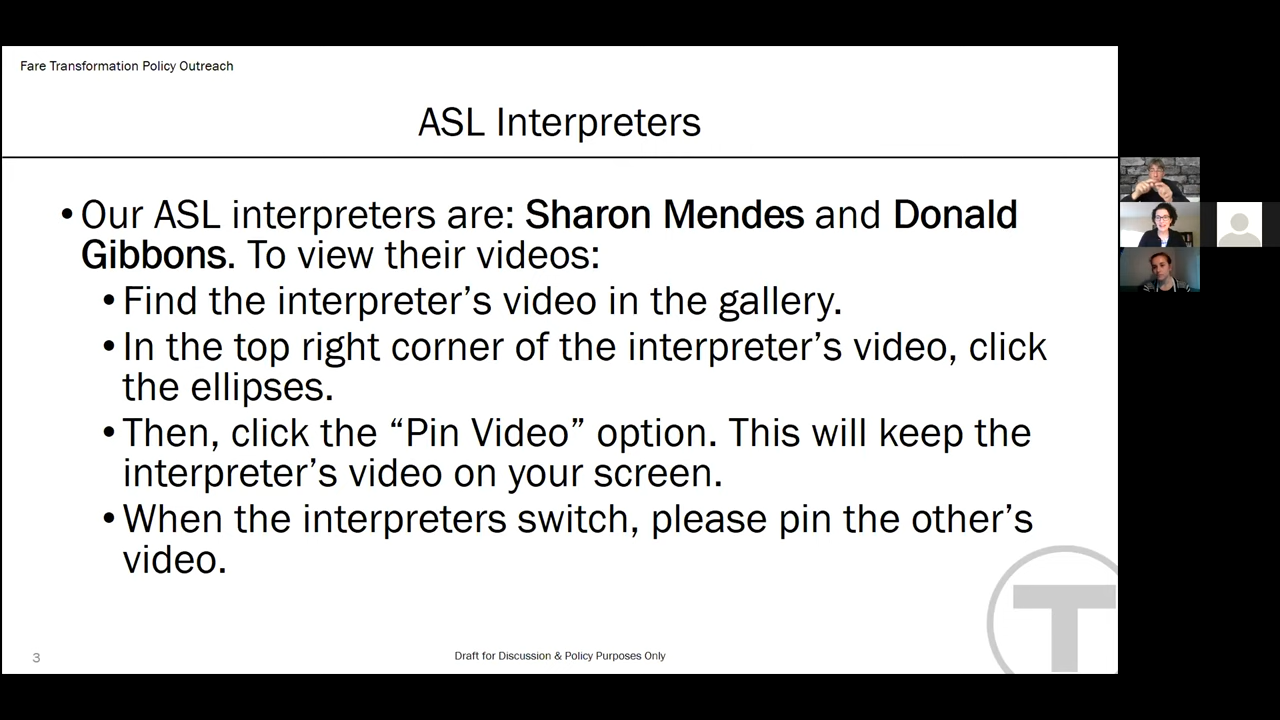 Fare Transformation Policy Outreach
ASL Interpreters
• Our ASL interpreters are: Sharon Mendes and Donald
Gibbons. To view their videos:
• Find the interpreter’s video in the gallery.
• In the top right corner of the interpreter’s video, click
the ellipses.
• Then, click the “Pin Video” option. This will keep the
interpreter’s video on your screen.
• When the interpreters switch, please pin the other’s
video.
T
3
Draft for Discussion & Policy Purposes Only